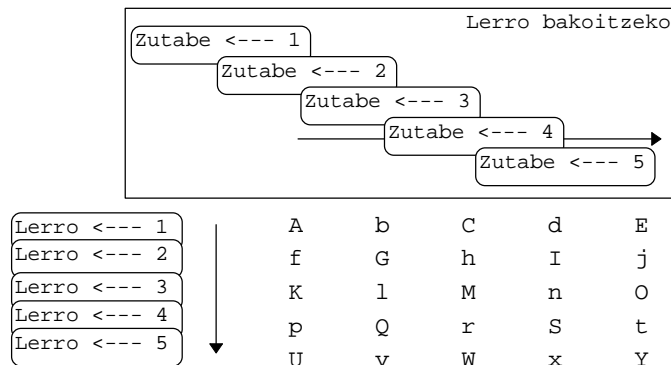 Lerro bakoitzeko
Zutabe <--- 1
Zutabe <--- 2
Zutabe <--- 3
Zutabe <--- 4
Zutabe <--- 5
Lerro <--- 1 A b C d E
Lerro <--- 2 f G h I j
Lerro <--- 3 K l M n O
Lerro <--- 4 p Q r S t
Lerro <--- 5 U v W x Y